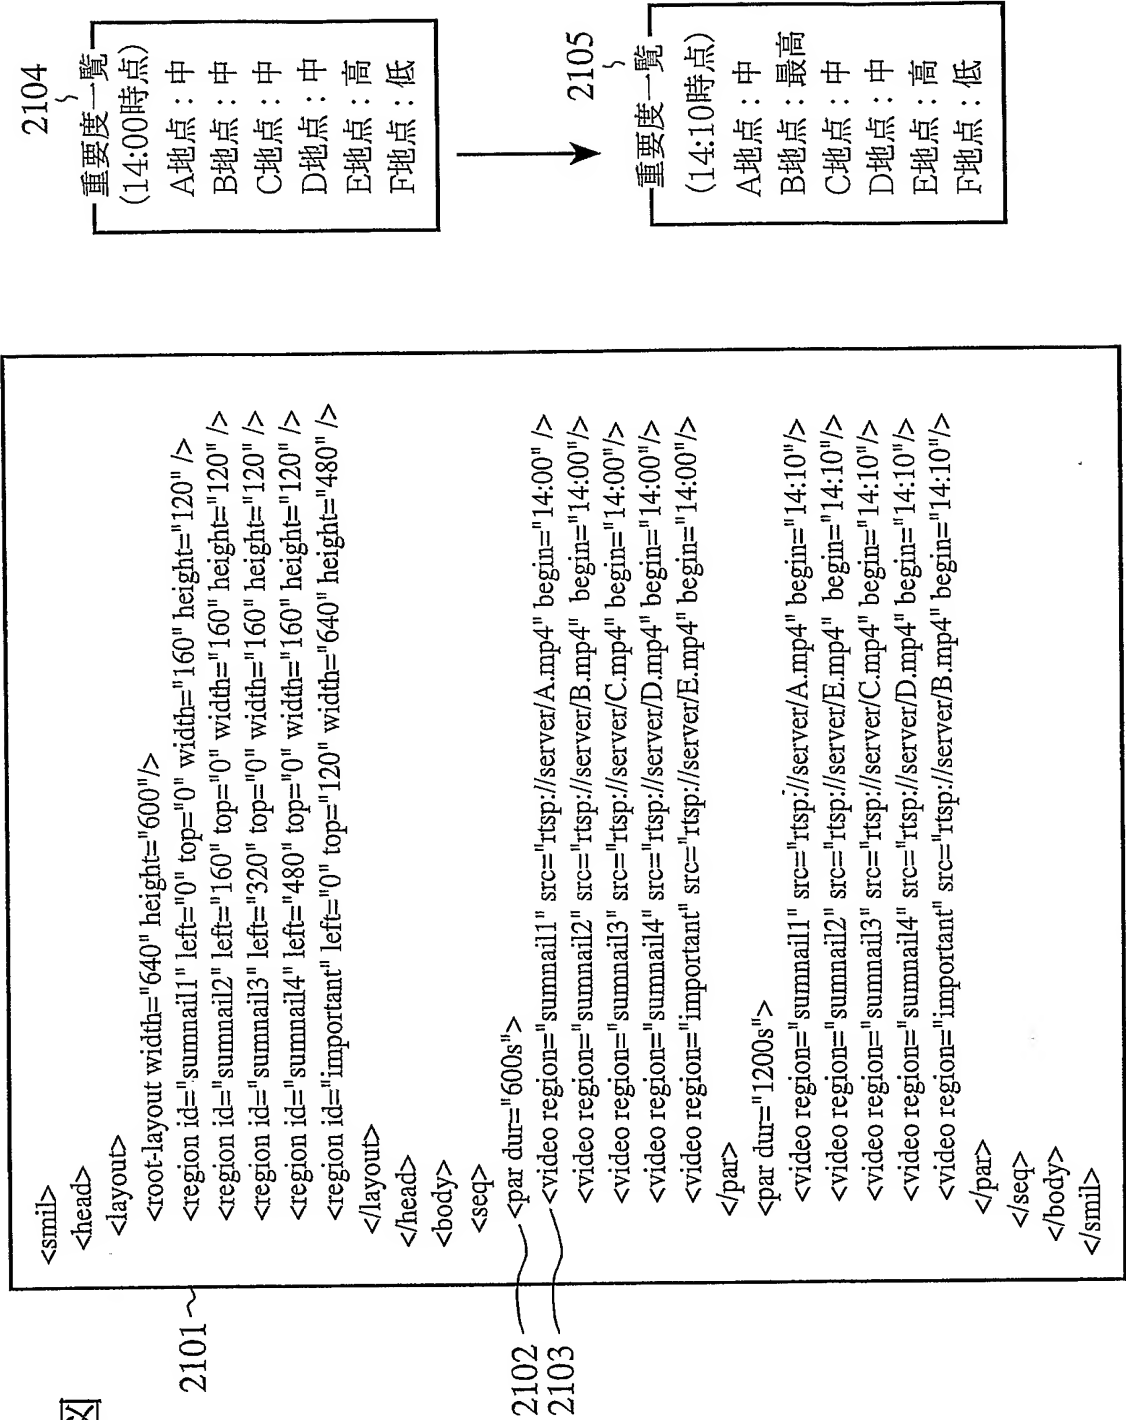 図
2101
<smil>
<head>
<layout>
<root-layout width="640" height="600"/>
<region id="sumnail1" left="0" top="0" width="160" height="120" />
<region id="sumnail2" left="160" top="0" width="160" height="120" />
<region id="sumnail3" left="320" top="0" width="160" height="120" />
<region id="sumnail4" left="480" top="0" width="160" height="120" />
<region id="important" left="0" top="120" width="640" height="480" />
</layout>
</head>
<body>
<seq>
2102
<par dur="600s">
2103
<video region="sumnail1" src="rtsp://server/A.mp4" begin="14:00" />
<video region="sumnail2" src="rtsp://server/B.mp4" begin="14:00"/>
<video region="sumnail3" src="rtsp://server/C.mp4" begin="14:00"/>
<video region="sumnail4" src="rtsp://server/D.mp4" begin="14:00"/>
<video region="important" src="rtsp://server/E.mp4" begin="14:00"/>
</par>
<par dur="1200s">
<video region="sumnail1" src="rtsp://server/A.mp4" begin="14:10"/>
<video region="sumnail2" src="rtsp://server/E.mp4" begin="14:10"/>
<video region="sumnail3" src="rtsp://server/C.mp4" begin="14:10"/>
<video region="sumnail4" src="rtsp://server/D.mp4" begin="14:10"/>
<video region="important" src="rtsp://server/B.mp4" begin="14:10"/>
</par>
</seq>
</body>
</smil>
2104
重要度一覧
(14:00時点)
A地点：中
B地点：中
C地点：中
D地点：中
E地点：高
F地点：低
2105
重要度一覧
(14:10時点)
A地点：中
B地点：最高
C地点：中
D地点：中
E地点：高
F地点：低